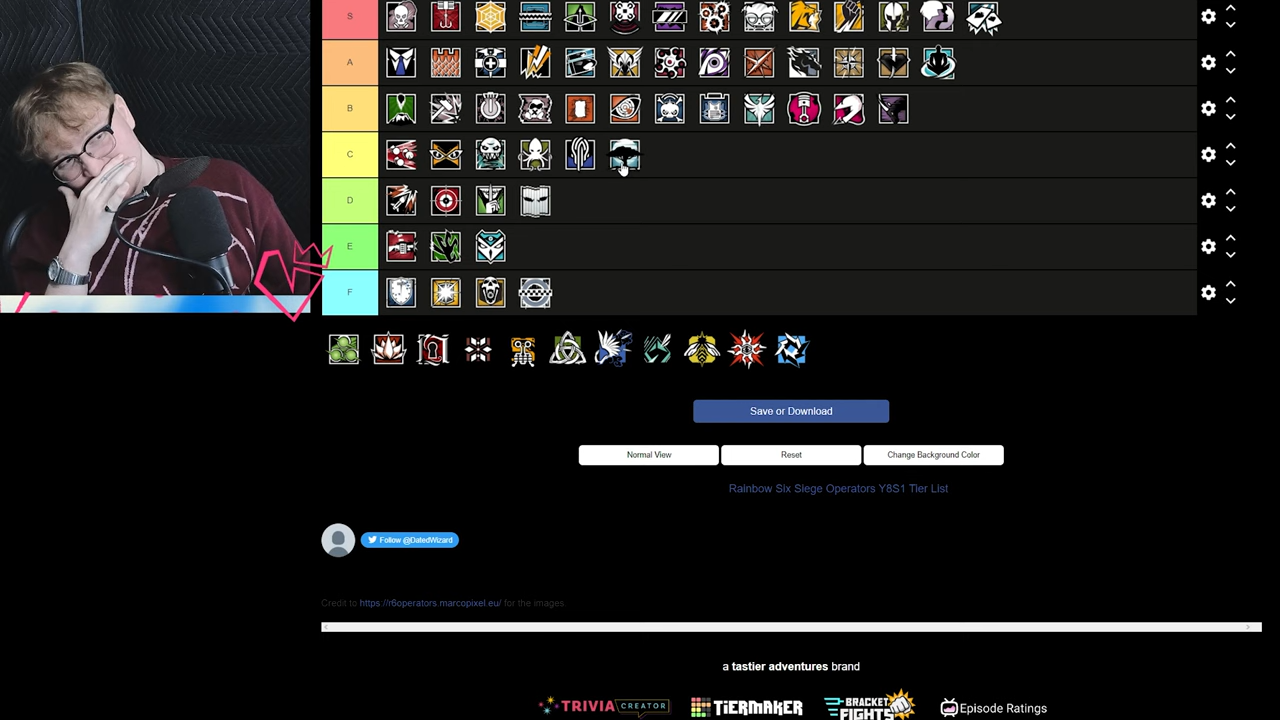 S
A
B
C
D
E
F
Save or Download
Normal View
Reset
Change Background Color
Rainbow Six Siege Operators Y8S1 Tier List
Follow @DatedWizard
Credit to https://r6operators.marcopixel.eu/ for the images
a tastier adventures brand
TRIVIA CREATOR
TIERMAKER
BRACKET FIGHTS
Episode Ratings